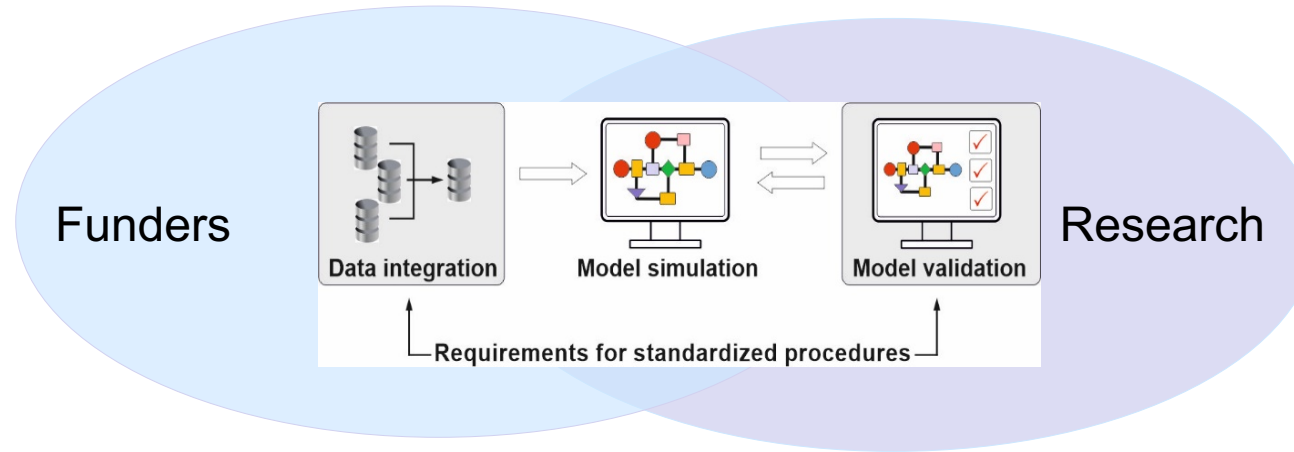 Funders
Research
Data integration
Model simulation
Model validation
Requirements for standardized procedures